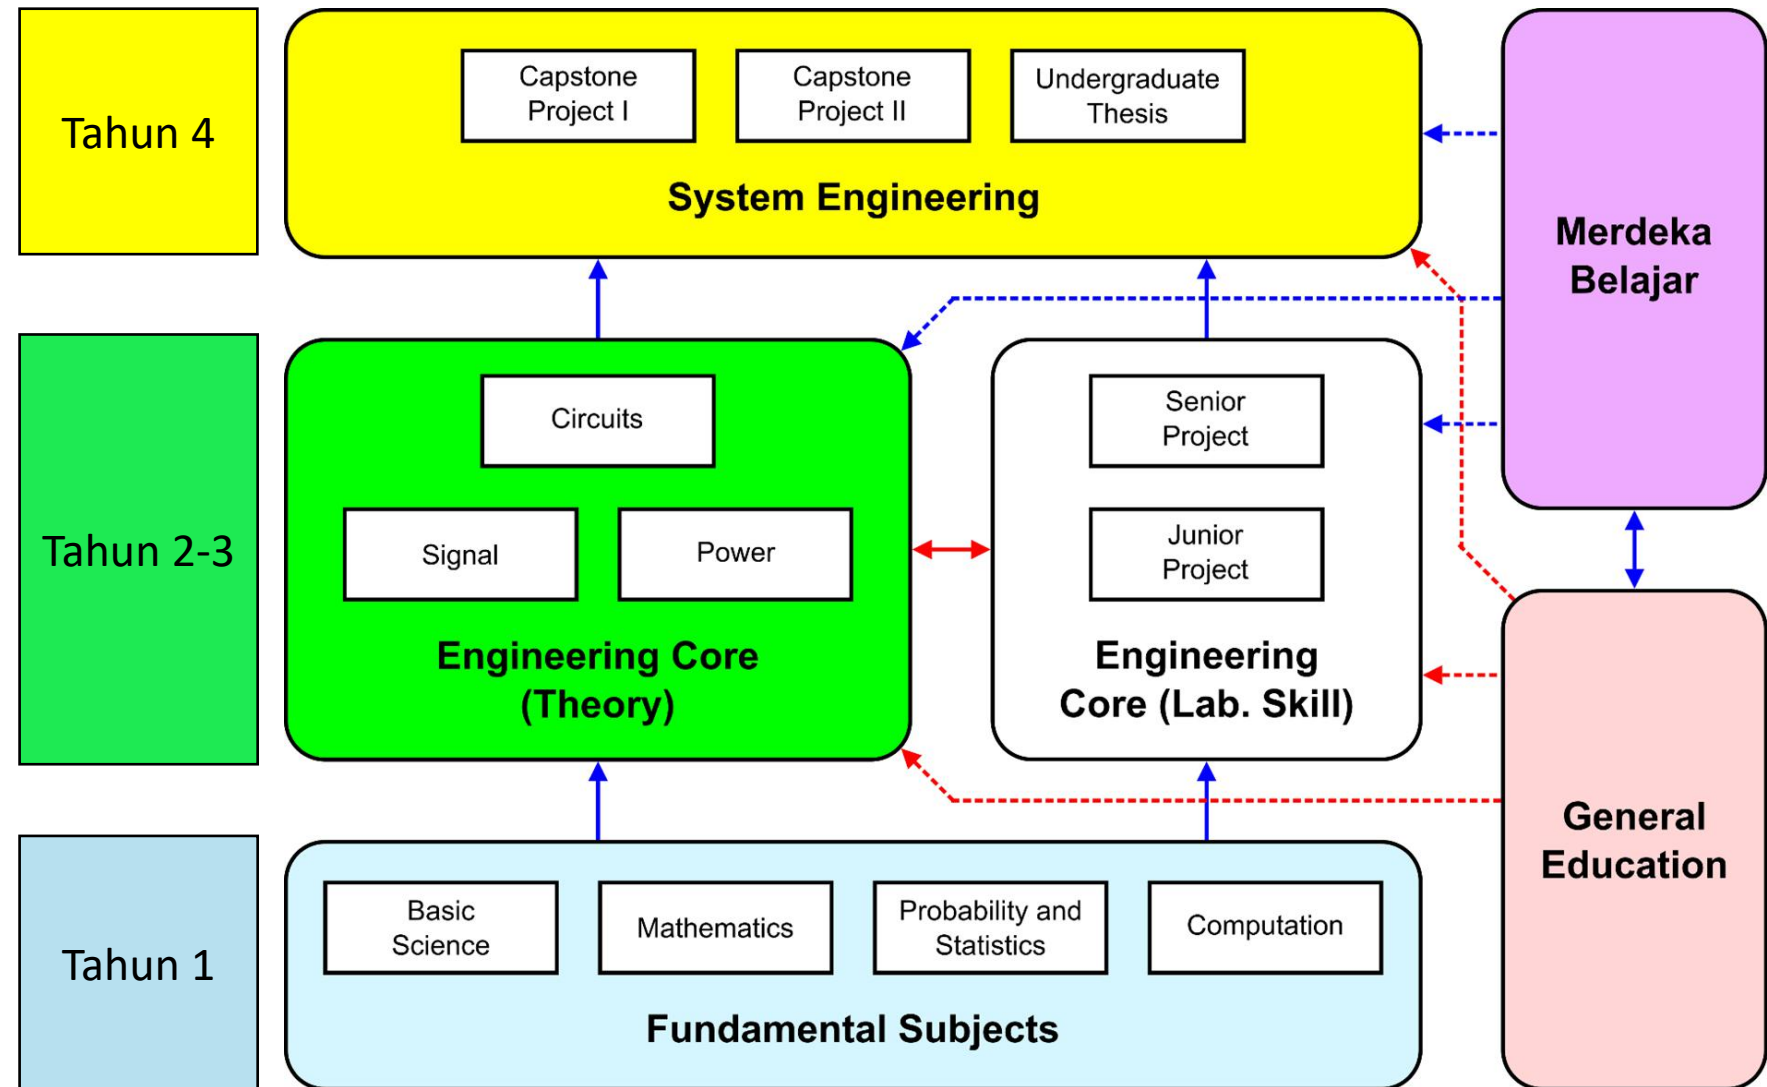 Tahun 4
Capstone
Project I
Capstone
Project II
Undergraduate
Thesis
System Engineering
Merdeka
Belajar
Tahun 2-3
Circuits
Signal
Power
Engineering Core
(Theory)
Senior
Project
Junior
Project
Engineering
Core (Lab. Skill)
General
Education
Tahun 1
Basic
Science
Mathematics
Probability and
Statistics
Computation
Fundamental Subjects